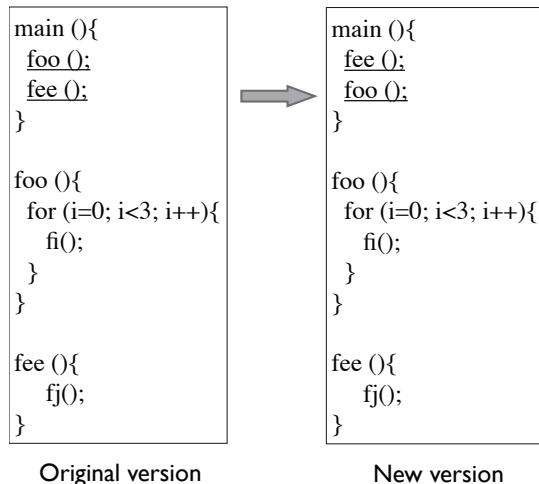 main (){
foo ();
fee ();
}
foo (){
for (i=0; i<3; i++){
fi();
}
}
fee (){
fj();
}
Original version
main (){
fee ();
foo ();
}
foo (){
for (i=0; i<3; i++){
fi();
}
}
fee (){
fj();
}
New version